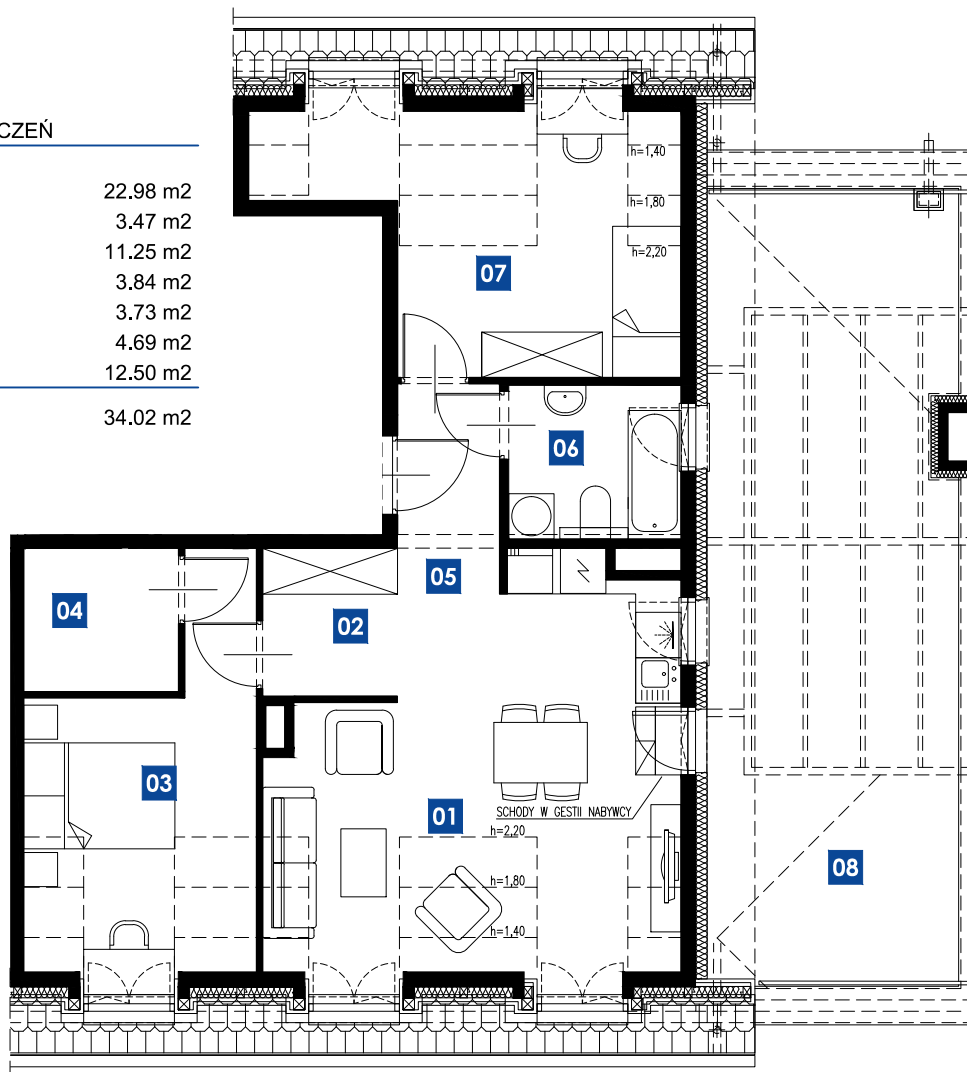 CZEŃ
22.98 m2
3.47 m2
11.25 m2
3.84 m2
3.73 m2
4.69 m2
12.50 m2
34.02 m2
h=1,40
h=1,80
h=2,20
07
06
05
04
02
03
01
SCHODY W GESTII NABYWCY
h=2,20
h=1,80
h=1,40
08